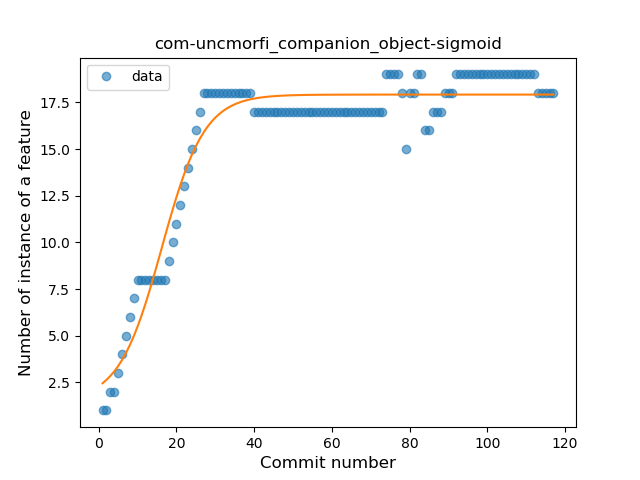 com-uncmorfi_companion_object-sigmoid
data
Number of instance of a feature
17.5
15.0
12.5
10.0
7.5
5.0
2.5
0 20 40 60 80 100 120
Commit number